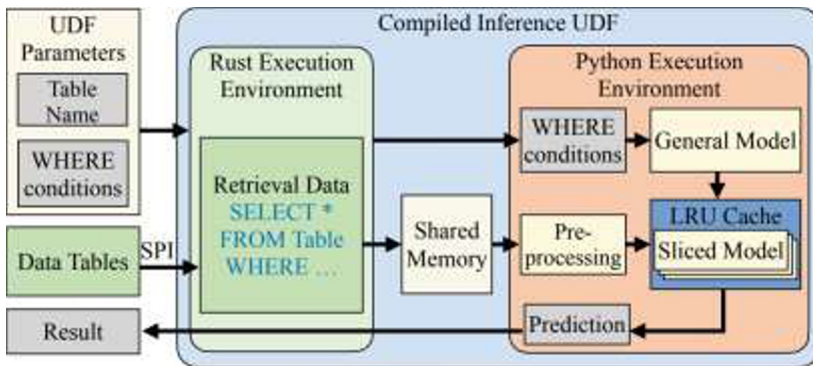 UDF
Parameters
Table
Name
WHERE
conditions
Data Tables
SPI
Result
Compiled Inference UDF
Rust Execution
Environment
Retrieval Data
SELECT *
FROM Table
WHERE …
Shared
Memory
Python Execution
Environment
WHERE
conditions
General Model
Pre-
processing
LRU Cache
Sliced Model
Prediction